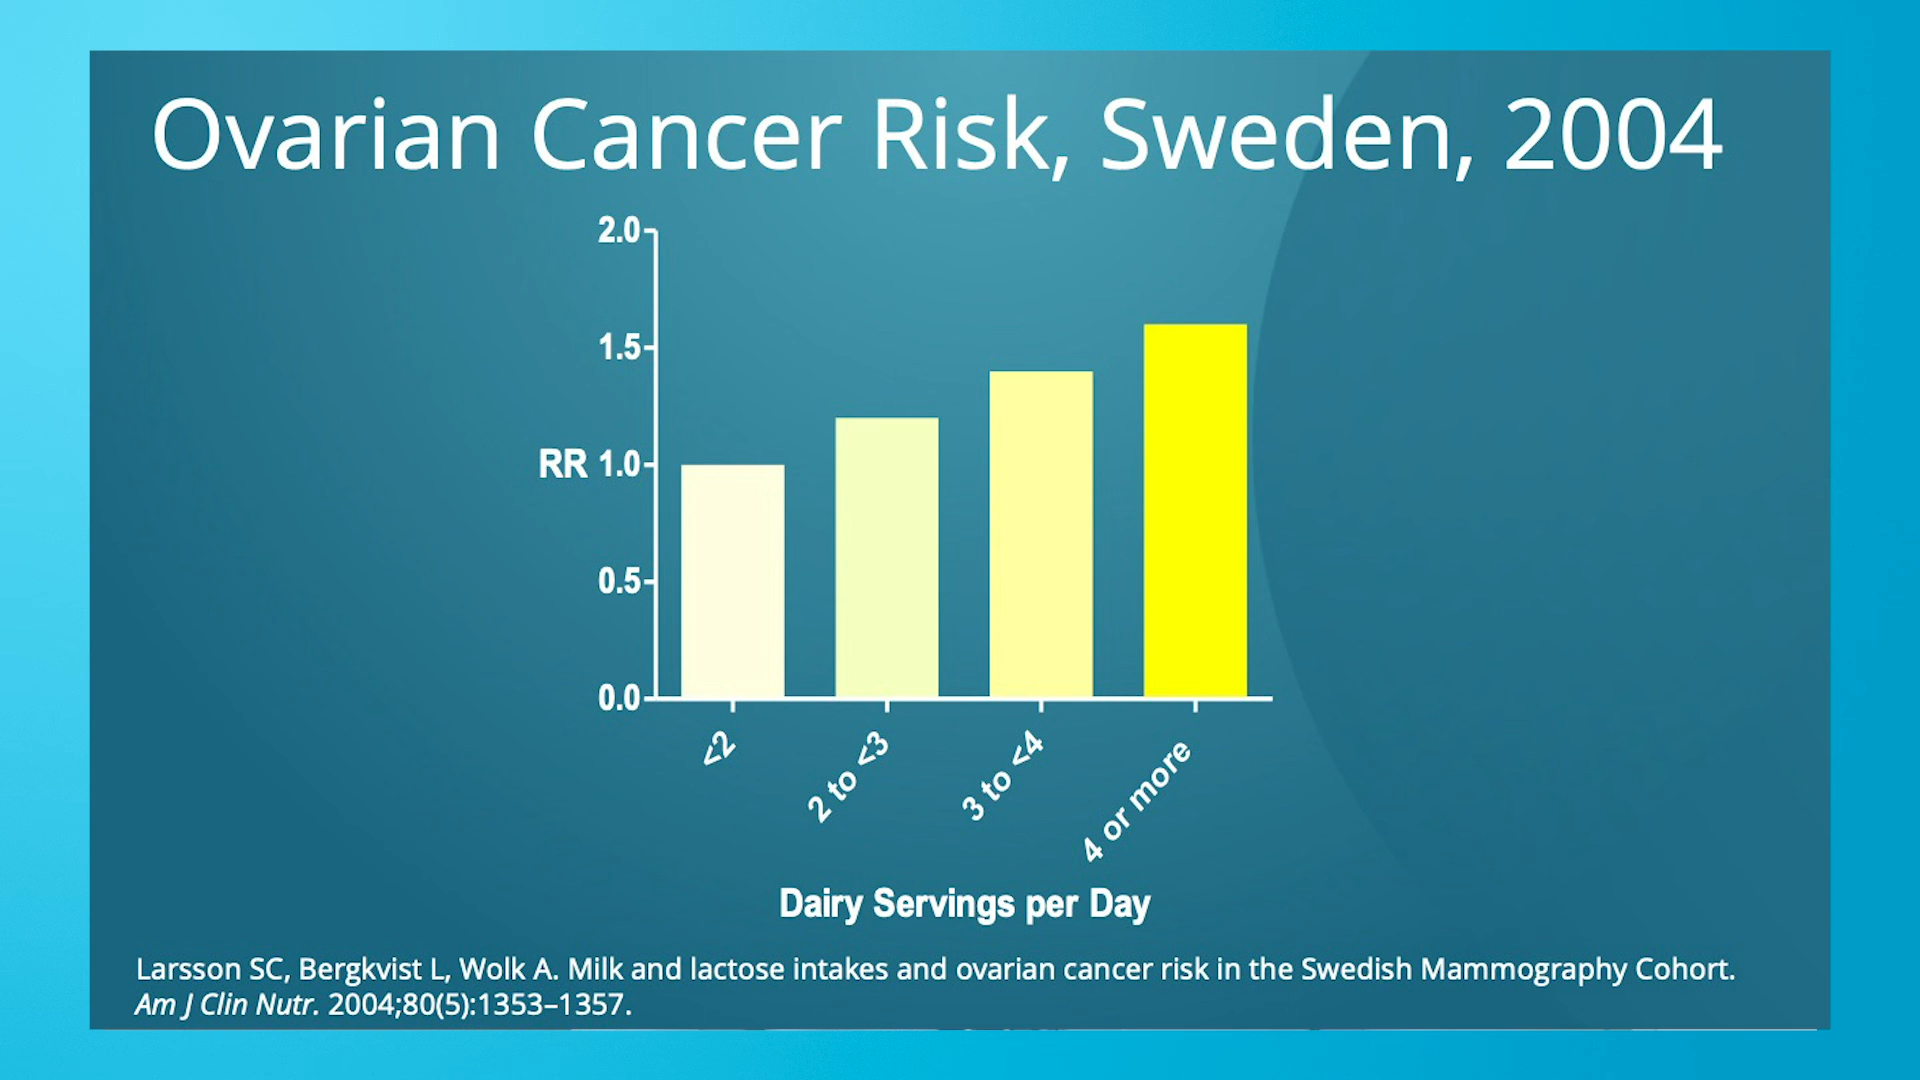 Ovarian Cancer Risk, Sweden, 2004
2.0
1.5
RR 1.0
0.5
0.0
<2
2 to <3
3 to <4
4 or more
Dairy Servings per Day
Larsson SC, Bergkvist L, Wolk A. Milk and lactose intakes and ovarian cancer risk in the Swedish Mammography Cohort.
Am J Clin Nutr. 2004;80(5):1353–1357.